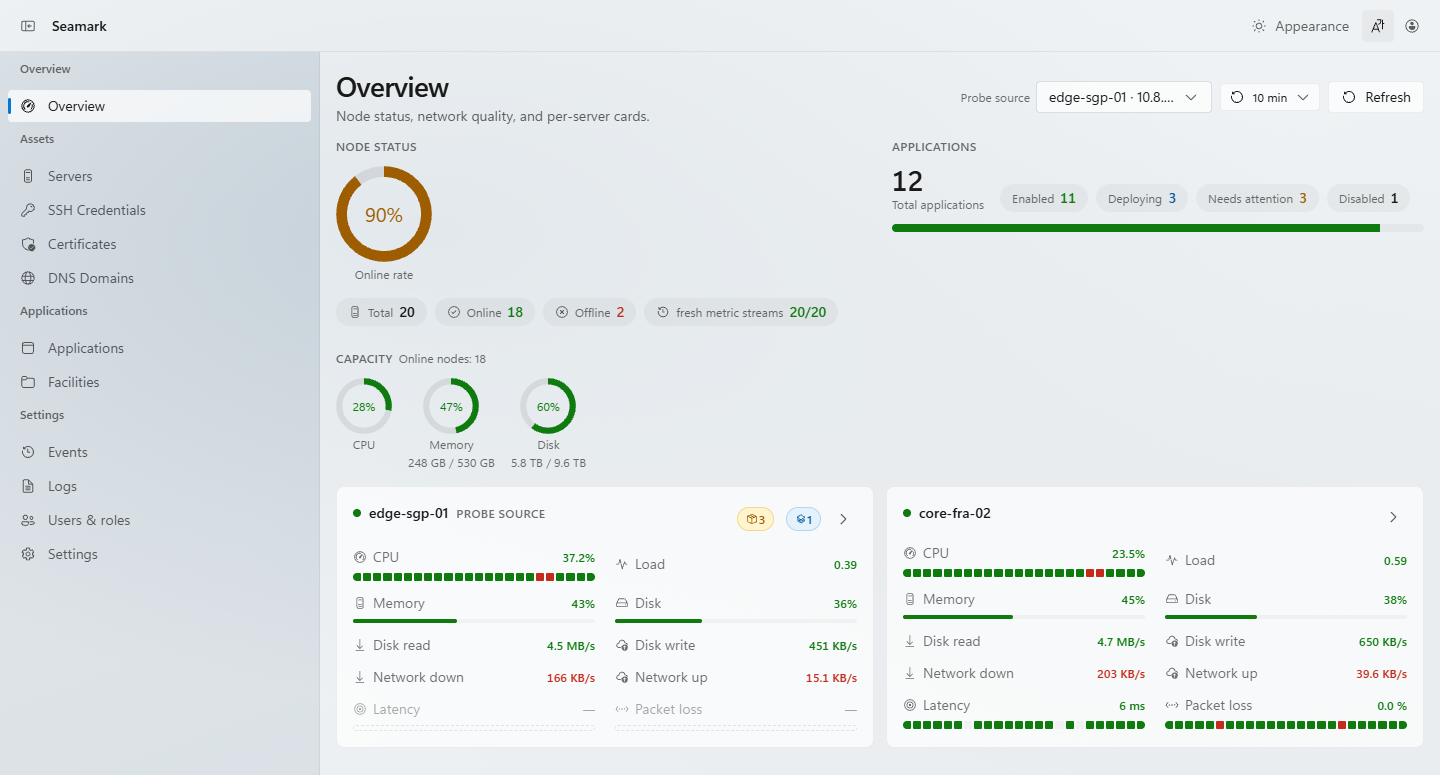 Seamark
Appearance
Overview
Overview
Assets
Servers
SSH Credentials
Certificates
DNS Domains
Applications
Applications
Facilities
Settings
Events
Logs
Users & roles
Settings
Overview
Node status, network quality, and per-server cards.
Probe source
edge-sgp-01 · 10.8....
10 min
Refresh
NODE STATUS
90%
Online rate
Total 20
Online 18
Offline 2
fresh metric streams 20/20
APPLICATIONS
12
Total applications
Enabled 11
Deploying 3
Needs attention 3
Disabled 1
CAPACITY Online nodes: 18
28%
CPU
47%
Memory
248 GB / 530 GB
60%
Disk
5.8 TB / 9.6 TB
edge-sgp-01 PROBE SOURCE
3
1
CPU 37.2%
Load 0.39
Memory 43%
Disk 36%
Disk read 4.5 MB/s
Disk write 451 KB/s
Network down 166 KB/s
Network up 15.1 KB/s
Latency —
Packet loss —
core-fra-02
CPU 23.5%
Load 0.59
Memory 45%
Disk 38%
Disk read 4.7 MB/s
Disk write 650 KB/s
Network down 203 KB/s
Network up 39.6 KB/s
Latency 6 ms
Packet loss 0.0 %